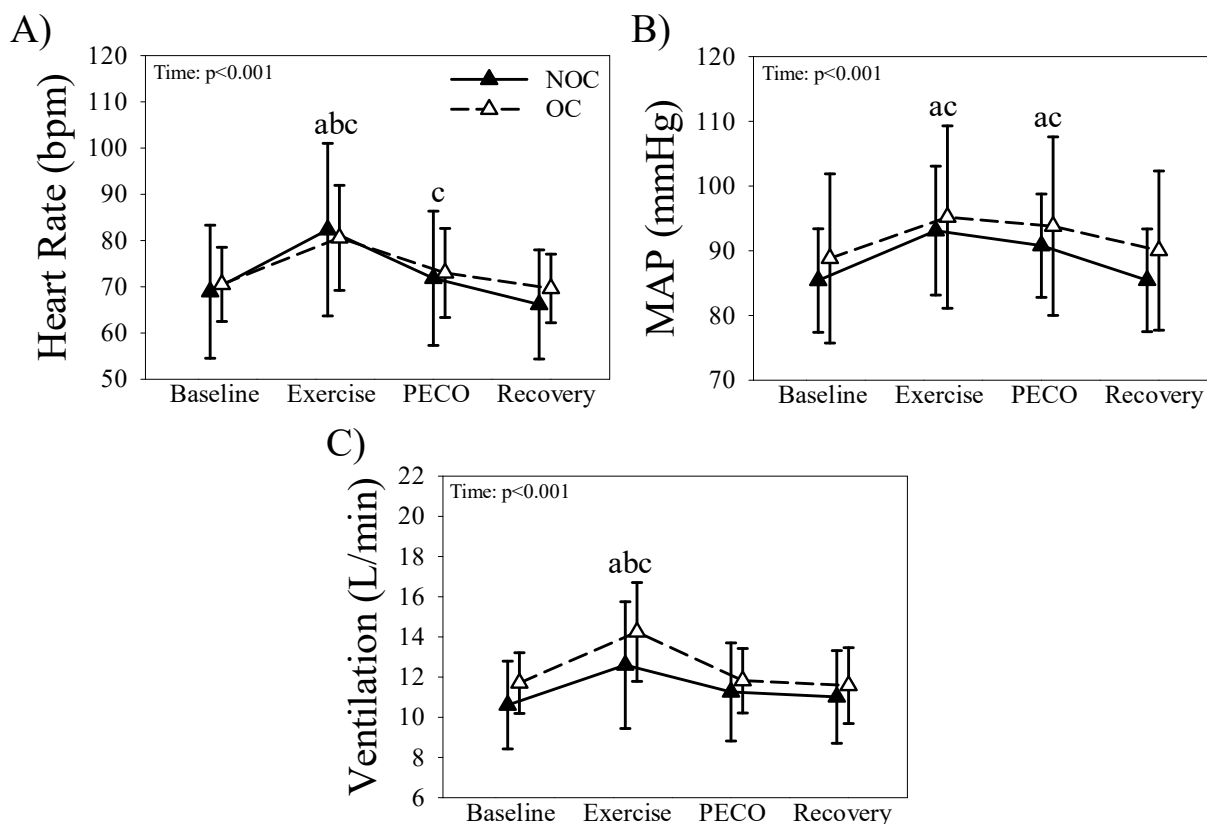 A)
Time: p<0.001
NOC
OC
Heart Rate (bpm)
120
110
100
90
80
70
60
50
abc
c
Baseline Exercise PECO Recovery
B)
Time: p<0.001
MAP (mmHg)
120
110
100
90
80
70
ac ac
Baseline Exercise PECO Recovery
C)
Time: p<0.001
Ventilation (L/min)
22
20
18
16
14
12
10
8
6
abc
Baseline Exercise PECO Recovery